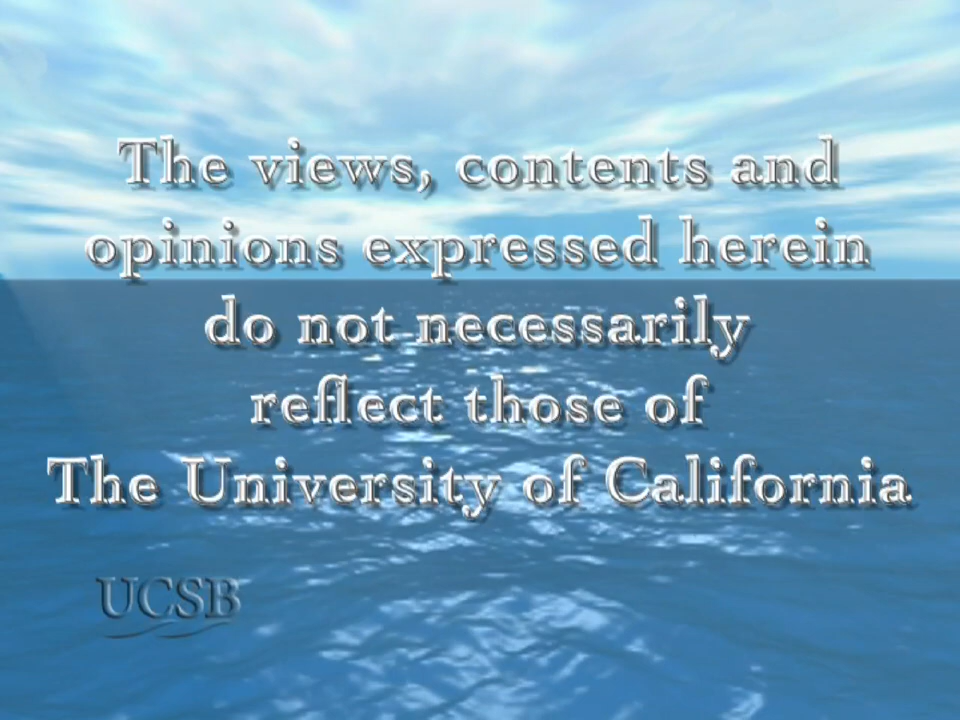 The views, contents and
opinions expressed herein
do not necessarily
reflect those of
The University of California
UCSB